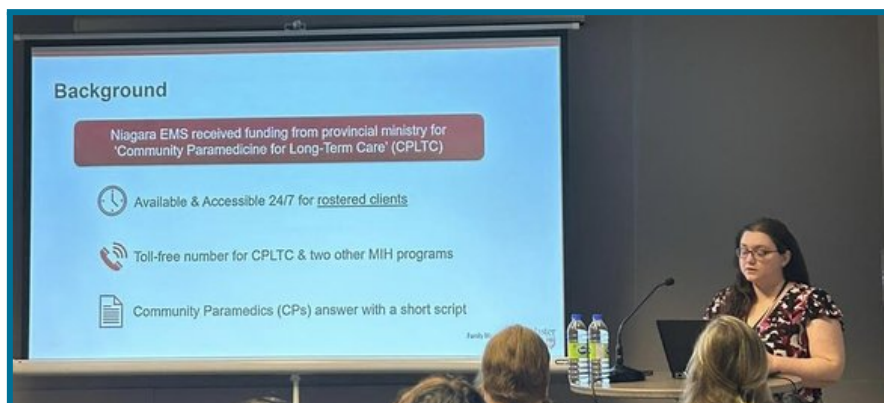 Background
Niagara EMS received funding from provincial ministry for
'Community Paramedicine for Long-Term Care' (CPLTC)
Available & Accessible 24/7 for rostered clients
Toll-free number for CPLTC & two other MIH programs
Community Paramedics (CPs) answer with a short script
Family